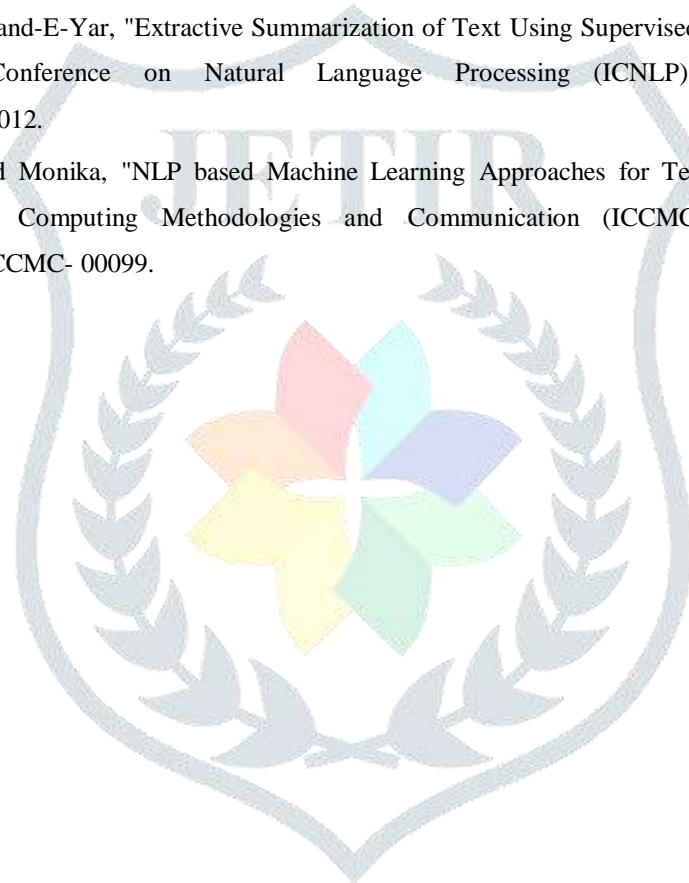 and-E-Yar, "Extractive Summarization of Text Using Supervised
Conference on Natural Language Processing (ICNLP)
012.
d Monika, "NLP based Machine Learning Approaches for Te
Computing Methodologies and Communication (ICCMC
CCMC- 00099.
JETIR